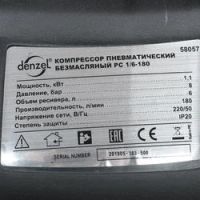 denzel
КОМПРЕССОР ПНЕВМАТИЧЕСКИЙ
БЕЗМАСЛЯНЫЙ PC 1/6-180
58057
Мощность, кВт 1,1
Давление, бар 8
Объем ресивера, л 6
Производительность, л/мин 180
Напряжение сети, В/Гц 220/50
Степень защиты IP20
SERIAL NUMBER